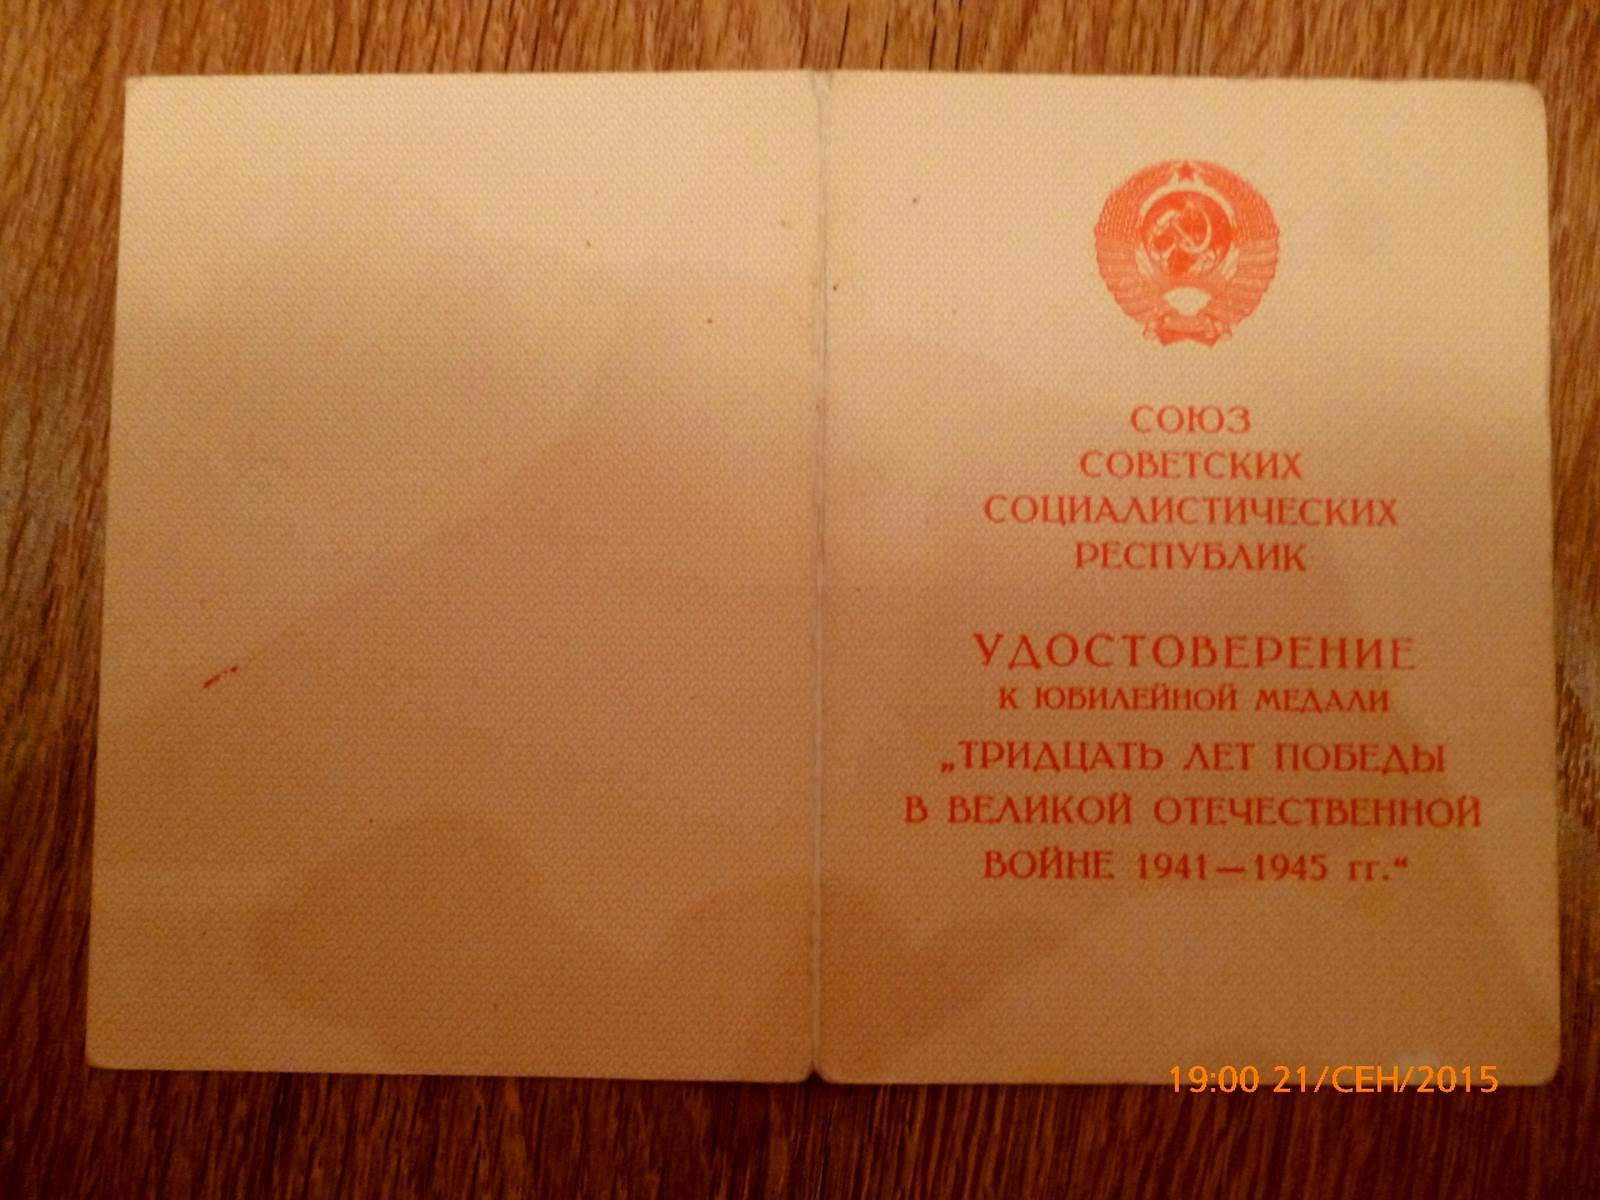 СОЮЗ
СОВЕТСКИХ
СОЦИАЛИСТИЧЕСКИХ
РЕСПУБЛИК
УДОСТОВЕРЕНИЕ
К ЮБИЛЕЙНОЙ МЕДАЛИ
„ТРИДЦАТЬ ЛЕТ ПОБЕДЫ
В ВЕЛИКОЙ ОТЕЧЕСТВЕННОЙ
ВОЙНЕ 1941—1945 гг.“
19:00 21/СЕН/2015